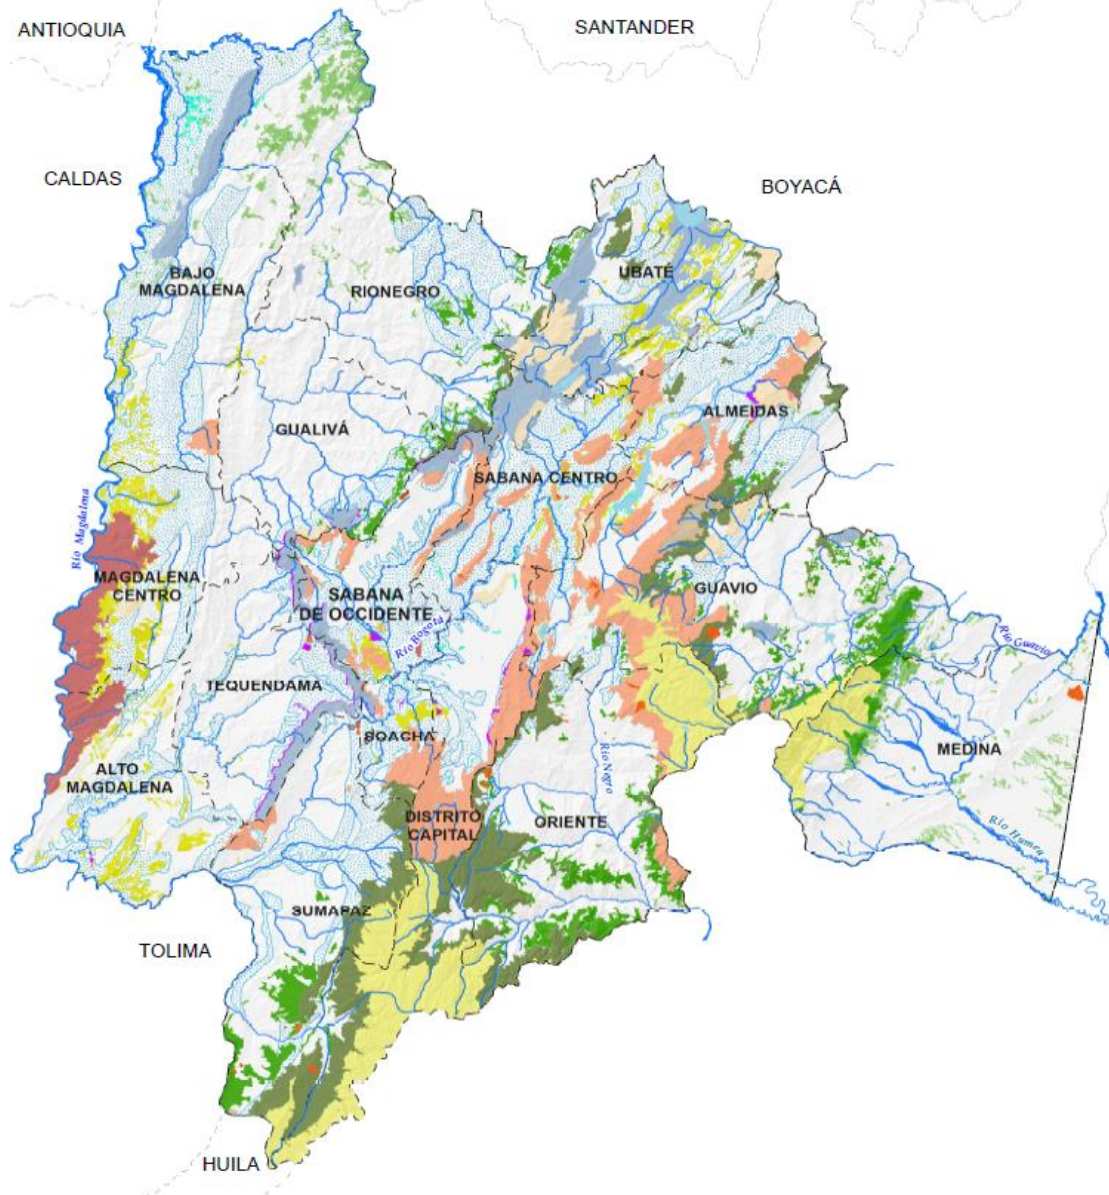 ANTIOQUIA
SANTANDER
CALDAS
BOYACÁ
BAJO
MAGDALENA
RIONEGRO
UBATÉ
GUALIVÁ
ALMEIDAS
SABANA CENTRO
Río Magdalena
MAGDALENA
CENTRO
SABANA
DE OCCIDENTE
Río Bogotá
GUAVIO
Río Guavio
TEQUENDAMA
SOACHA
MEDINA
ALTO
MAGDALENA
Río Negro
DISTRITO
CAPITAL
ORIENTE
Río Humea
SUMAPAZ
TOLIMA
HUILA